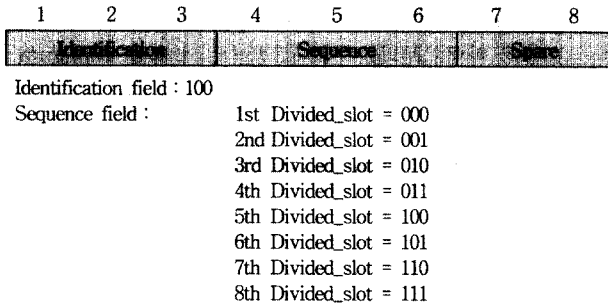 1 2 3 4 5 6 7 8
Identification Sequence Spare
Identification field : 100
Sequence field : 1st Divided_slot = 000
2nd Divided_slot = 001
3rd Divided_slot = 010
4th Divided_slot = 011
5th Divided_slot = 100
6th Divided_slot = 101
7th Divided_slot = 110
8th Divided_slot = 111